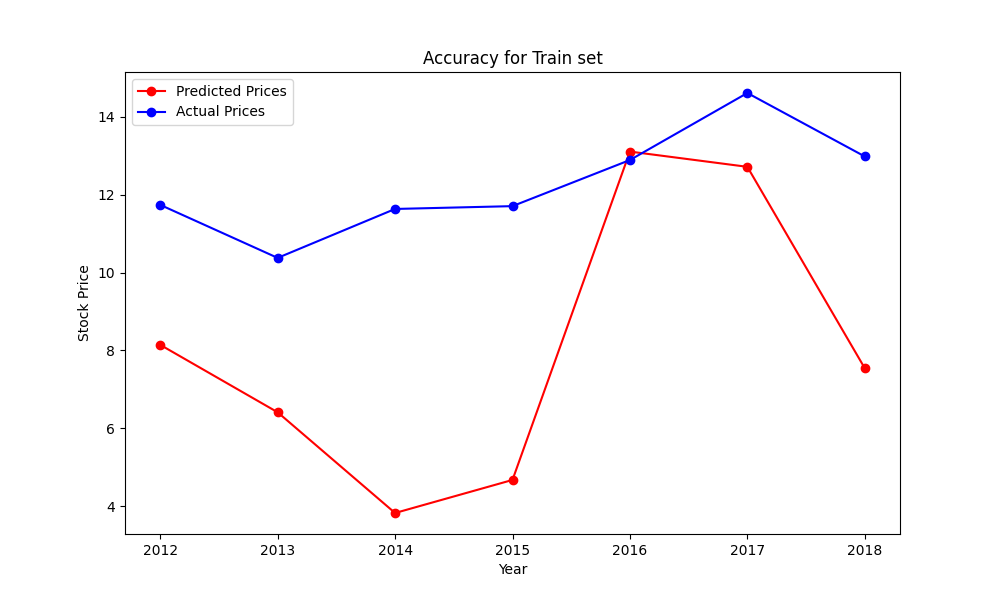 Accuracy for Train set
Predicted Prices
Actual Prices
Stock Price
14
12
10
8
6
4
2012 2013 2014 2015 2016 2017 2018
Year